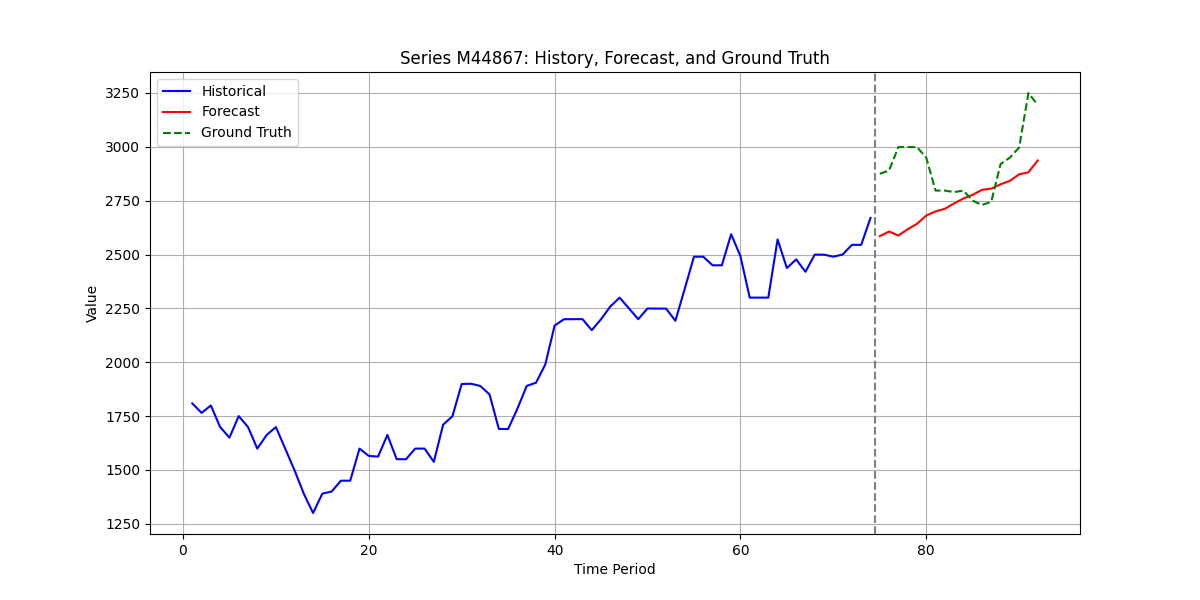 Series M44867: History, Forecast, and Ground Truth
Historical
Forecast
Ground Truth
3250
3000
2750
2500
2250
2000
1750
1500
1250
Value
0 20 40 60 80
Time Period